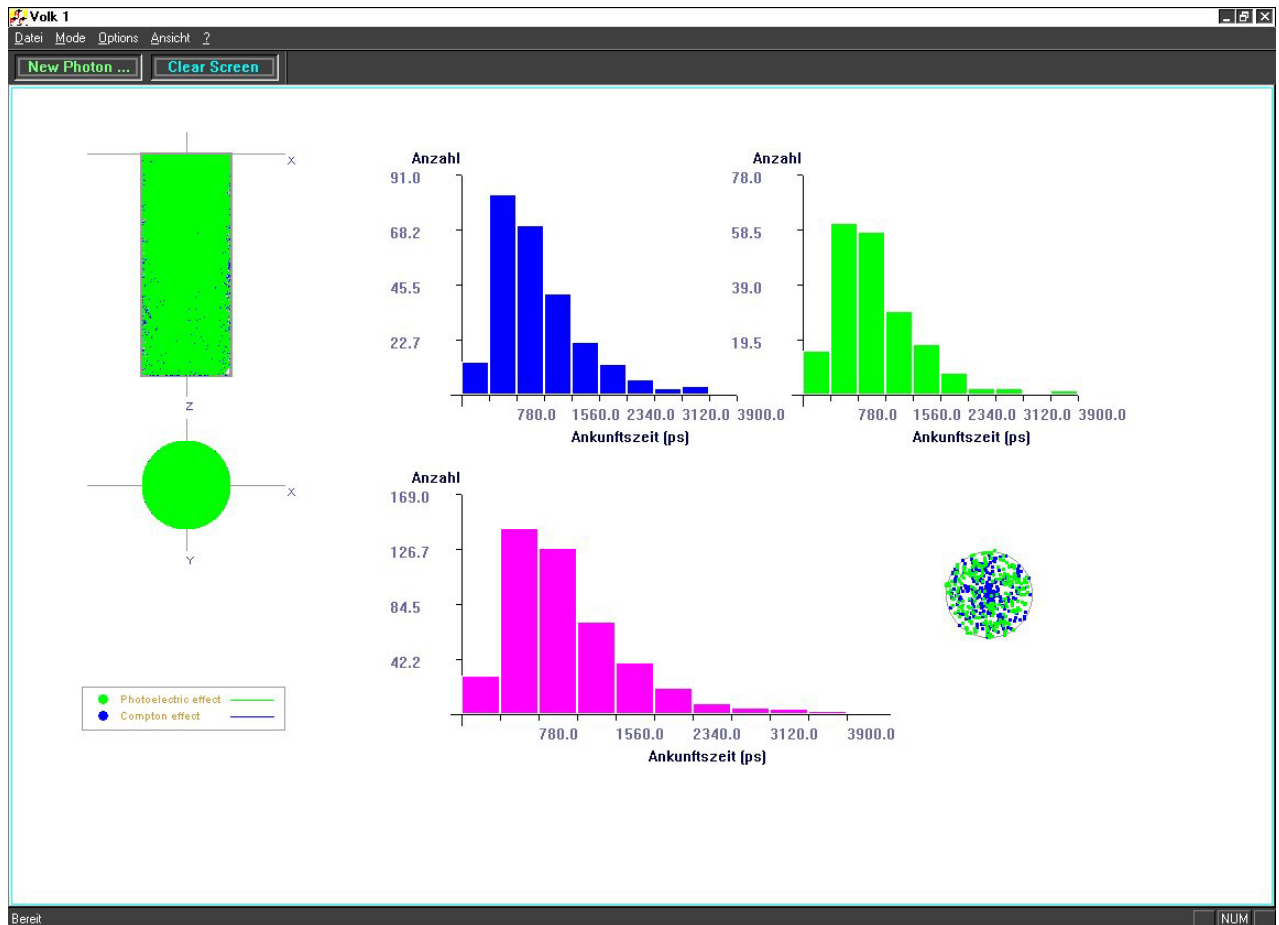 Volk 1
Datei Mode Options Ansicht ?
New Photon ... Clear Screen
X
Z
X
Y
Anzahl
91.0
68.2
45.5
22.7
780.0 1560.0 2340.0 3120.0 3900.0
Ankunftszeit (ps)
Anzahl
78.0
58.5
39.0
19.5
780.0 1560.0 2340.0 3120.0 3900.0
Ankunftszeit (ps)
Anzahl
169.0
126.7
84.5
42.2
780.0 1560.0 2340.0 3120.0 3900.0
Ankunftszeit (ps)
Photoelectric effect
Compton effect
Bereit NUM